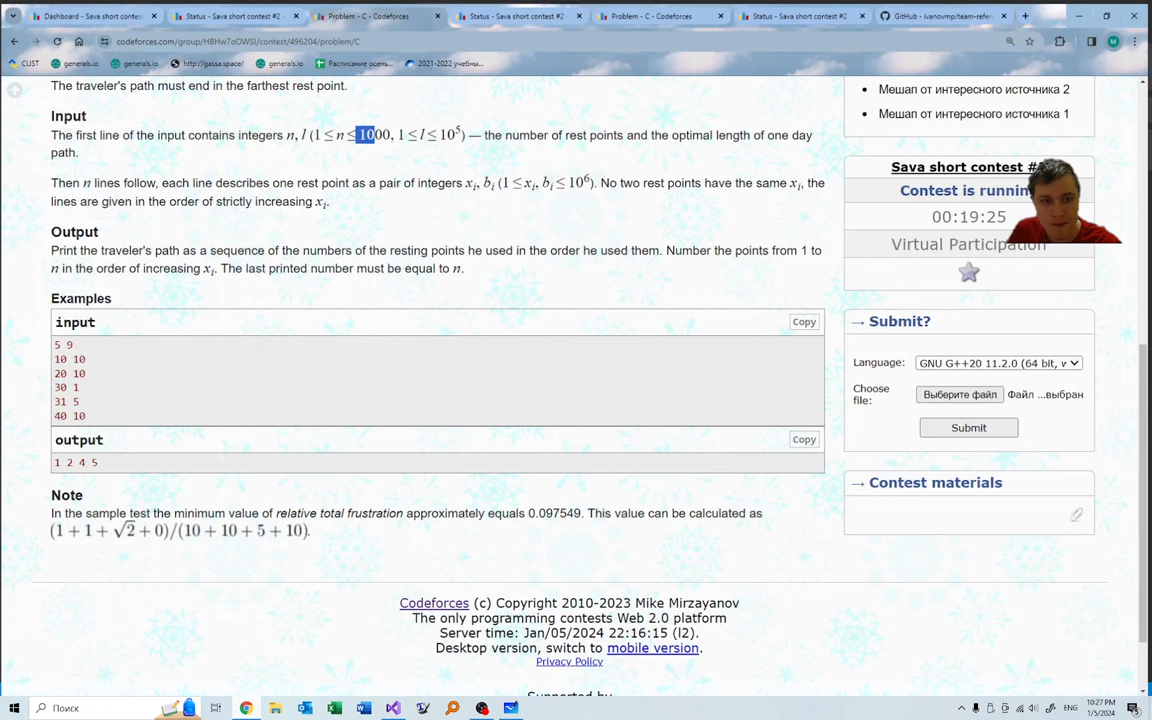 Dashboard - Sava short contest
Status - Sava short contest #2
Problem - C - Codeforces
Status - Sava short contest #2
Problem - C - Codeforces
Status - Sava short contest #2
GitHub - ivanovmp/team-refer
codeforces.com/group/HBHw7oOWSI/contest/496204/problem/C
CLIST
generals.io
generals.io
http://gassa.space/
generals.io
Расписание осень...
2021-2022 учебны...
The traveler's path must end in the farthest rest point.
Input
The first line of the input contains integers n, l (1 ≤ n ≤ 1000, 1 ≤ l ≤ 10^5) — the number of rest points and the optimal length of one day
path.
Then n lines follow, each line describes one rest point as a pair of integers x_i, b_i (1 ≤ x_i, b_i ≤ 10^6). No two rest points have the same x_i, the
lines are given in the order of strictly increasing x_i.
Output
Print the traveler's path as a sequence of the numbers of the resting points he used in the order he used them. Number the points from 1 to
n in the order of increasing x_i. The last printed number must be equal to n.
Examples
input
Copy
5 9
10 10
20 10
30 1
31 5
40 10
output
Copy
1 2 4 5
Note
In the sample test the minimum value of relative total frustration approximately equals 0.097549. This value can be calculated as
(1 + 1 + √2 + 0)/(10 + 10 + 5 + 10).
Мешап от интересного источника 2
Мешап от интересного источника 1
Sava short contest #
Contest is runnin
00:19:25
Virtual Participation
→ Submit?
Language:
GNU G++20 11.2.0 (64 bit, v
Choose
file:
Выберите файл
Файл ...выбран
Submit
→ Contest materials
Codeforces (c) Copyright 2010-2023 Mike Mirzayanov
The only programming contests Web 2.0 platform
Server time: Jan/05/2024 22:16:15 (l2).
Desktop version, switch to mobile version.
Privacy Policy
Supported by
Поиск
ENG
10:27 PM
1/5/2024